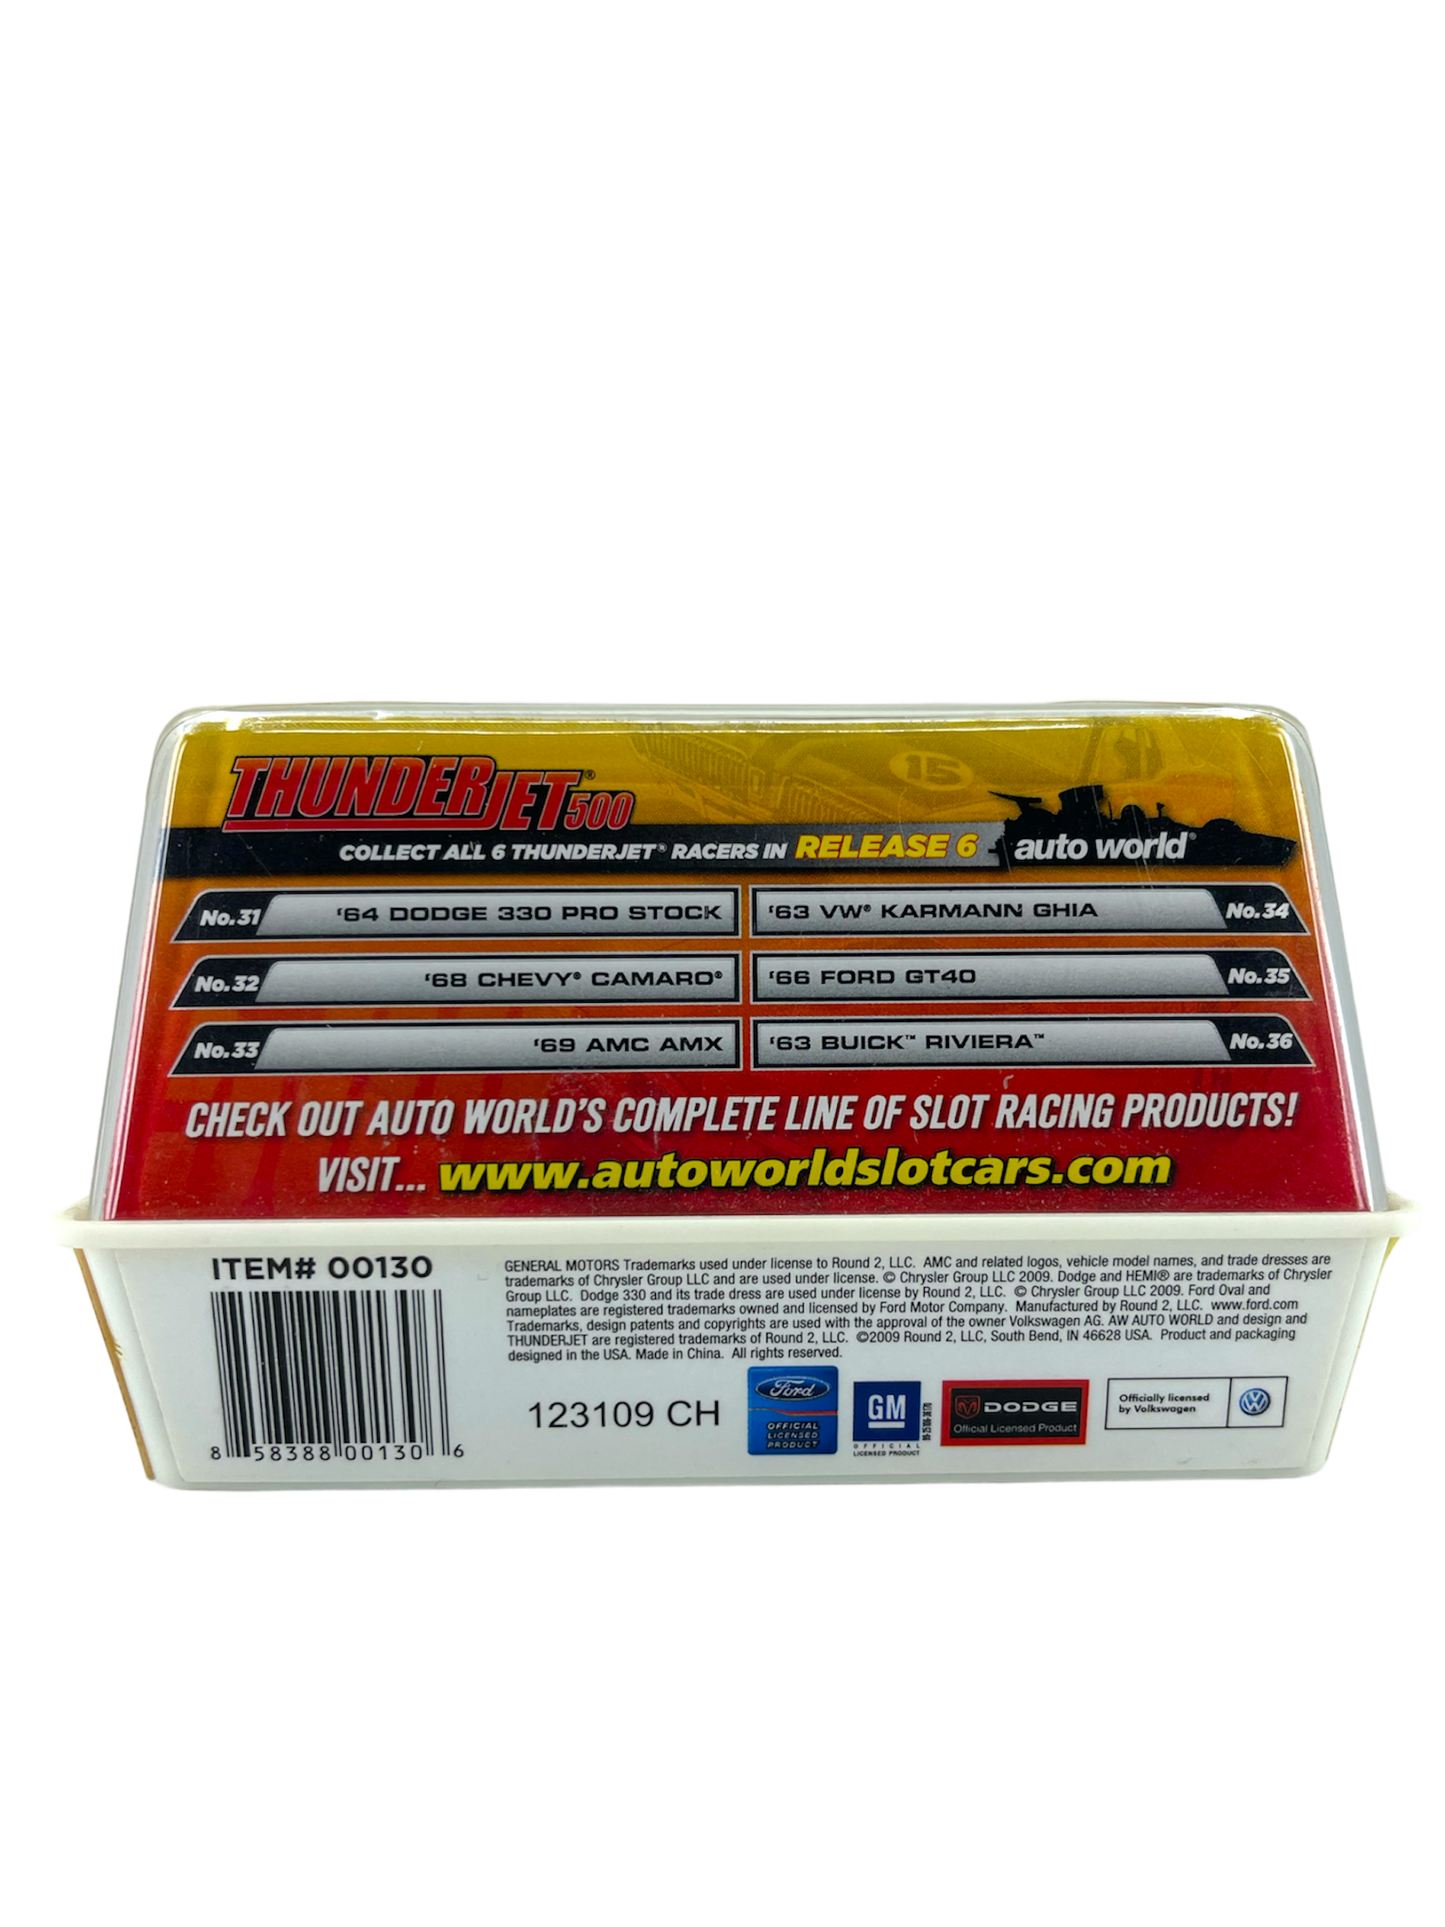 15
THUNDERJET® 500
COLLECT ALL 6 THUNDERJET® RACERS IN RELEASE 6 auto world®
No.31 '64 DODGE 330 PRO STOCK
'63 VW® KARMANN GHIA No.34
No.32 '68 CHEVY® CAMARO®
'66 FORD GT40 No.35
No.33 '69 AMC AMX
'63 BUICK™ RIVIERA™ No.36
CHECK OUT AUTO WORLD'S COMPLETE LINE OF SLOT RACING PRODUCTS!
VISIT... www.autoworldslotcars.com
ITEM# 00130
8 58388 00130 6
GENERAL MOTORS Trademarks used under license to Round 2, LLC. AMC and related logos, vehicle model names, and trade dresses are
trademarks of Chrysler Group LLC and are used under license. © Chrysler Group LLC 2009. Dodge and HEMI® are trademarks of Chrysler
Group LLC. Dodge 330 and its trade dress are used under license by Round 2, LLC. © Chrysler Group LLC 2009. Ford Oval and
nameplates are registered trademarks owned and licensed by Ford Motor Company. Manufactured by Round 2, LLC. www.ford.com
Trademarks, design patents and copyrights are used with the approval of the owner Volkswagen AG. AW AUTO WORLD and design and
THUNDERJET are registered trademarks of Round 2, LLC. ©2009 Round 2, LLC, South Bend, IN 46628 USA. Product and packaging
designed in the USA. Made in China. All rights reserved.
123109 CH
Ford
OFFICIAL
LICENSED
PRODUCT
GM
OFFICIAL
LICENSED PRODUCT
DODGE
Official Licensed Product
Officially licensed
by Volkswagen